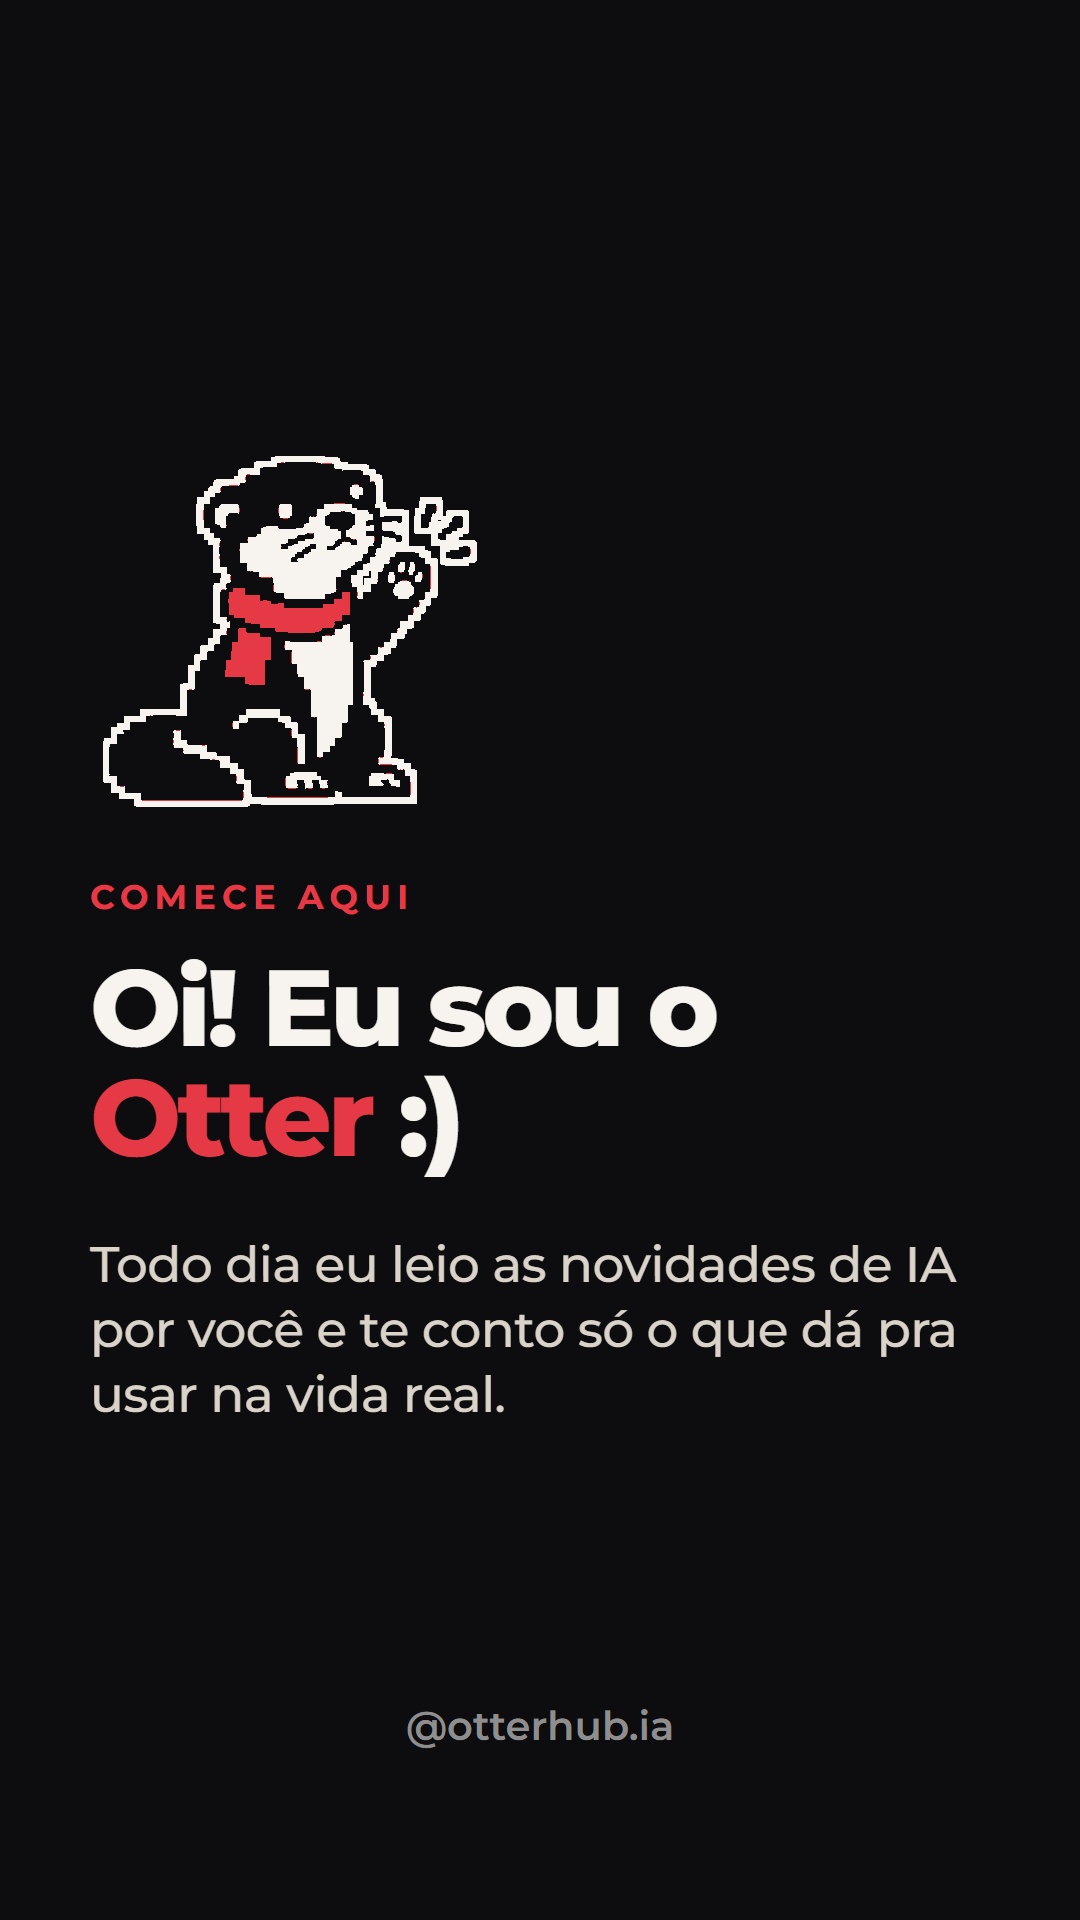 COMECE AQUI
Oi! Eu sou o
Otter :)
Todo dia eu leio as novidades de IA
por você e te conto só o que dá pra
usar na vida real.
@otterhub.ia